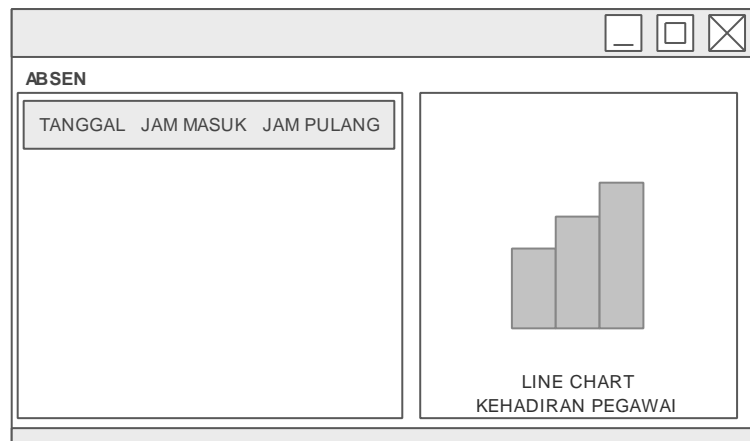 ABSEN
TANGGAL JAM MASUK JAM PULANG
LINE CHART
KEHADIRAN PEGAWAI